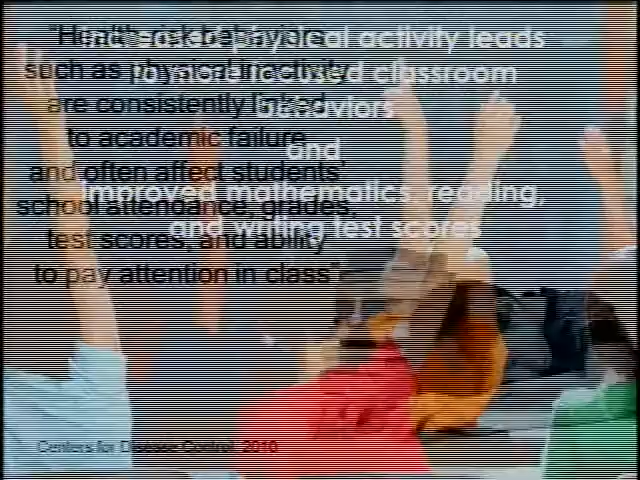 "Health risk behaviors
such as physical inactivity
are consistently linked
to academic failure
and often affect students'
school attendance, grades,
test scores, and ability
to pay attention in class"
Centers for Disease Control, 2010
Increased physical activity leads
to more focused classroom
behaviors
and
improved mathematics, reading,
and writing test scores